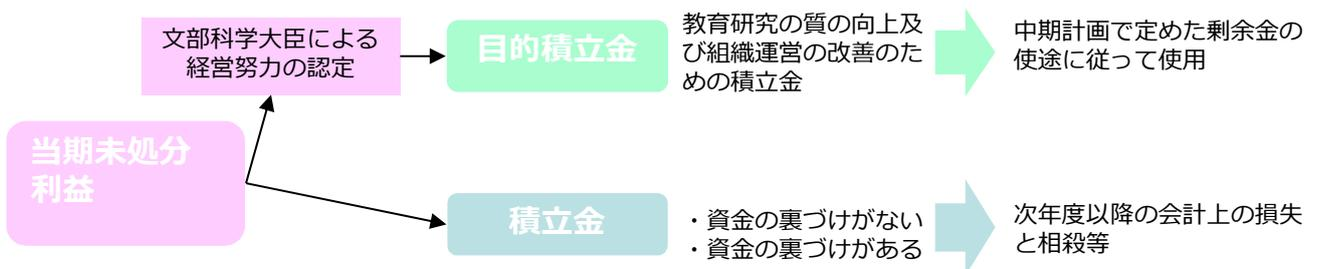 文部科学大臣による
経営努力の認定
目的積立金
教育研究の質の向上及
び組織運営の改善のた
めの積立金
中期計画で定めた剰余金の
使途に従って使用
当期未処分
利益
積立金
・資金の裏づけがない
・資金の裏づけがある
次年度以降の会計上の損失
と相殺等